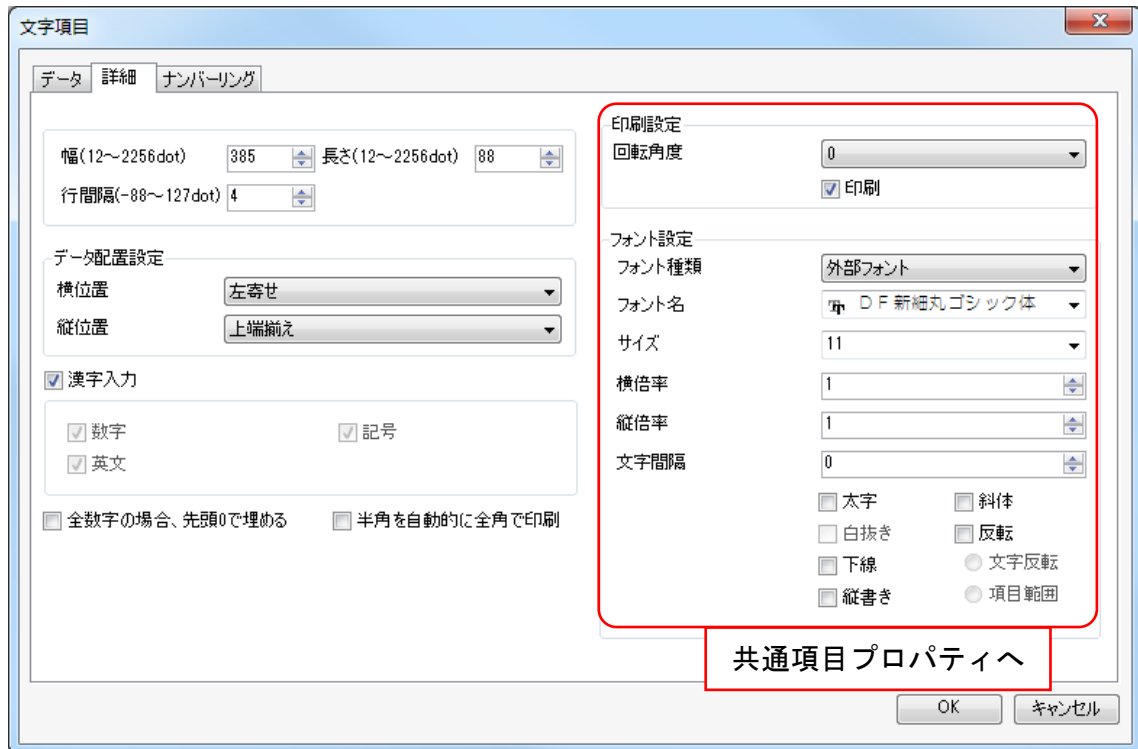 文字項目
データ 詳細 ナンバーリング
幅(12～2256dot) 385 長さ(12～2256dot) 88
行間隔(-88～127dot) 4
データ配置設定
横位置 左寄せ
縦位置 上端揃え
漢字入力
数字 記号
英文
全数字の場合、先頭0で埋める 半角を自動的に全角で印刷
印刷設定
回転角度 0
印刷
フォント設定
フォント種類 外部フォント
フォント名 ＤＦ新細丸ゴシック体
サイズ 11
横倍率 1
縦倍率 1
文字間隔 0
太字 斜体
白抜き 反転
下線 文字反転
縦書き 項目範囲
共通項目プロパティへ
OK キャンセル